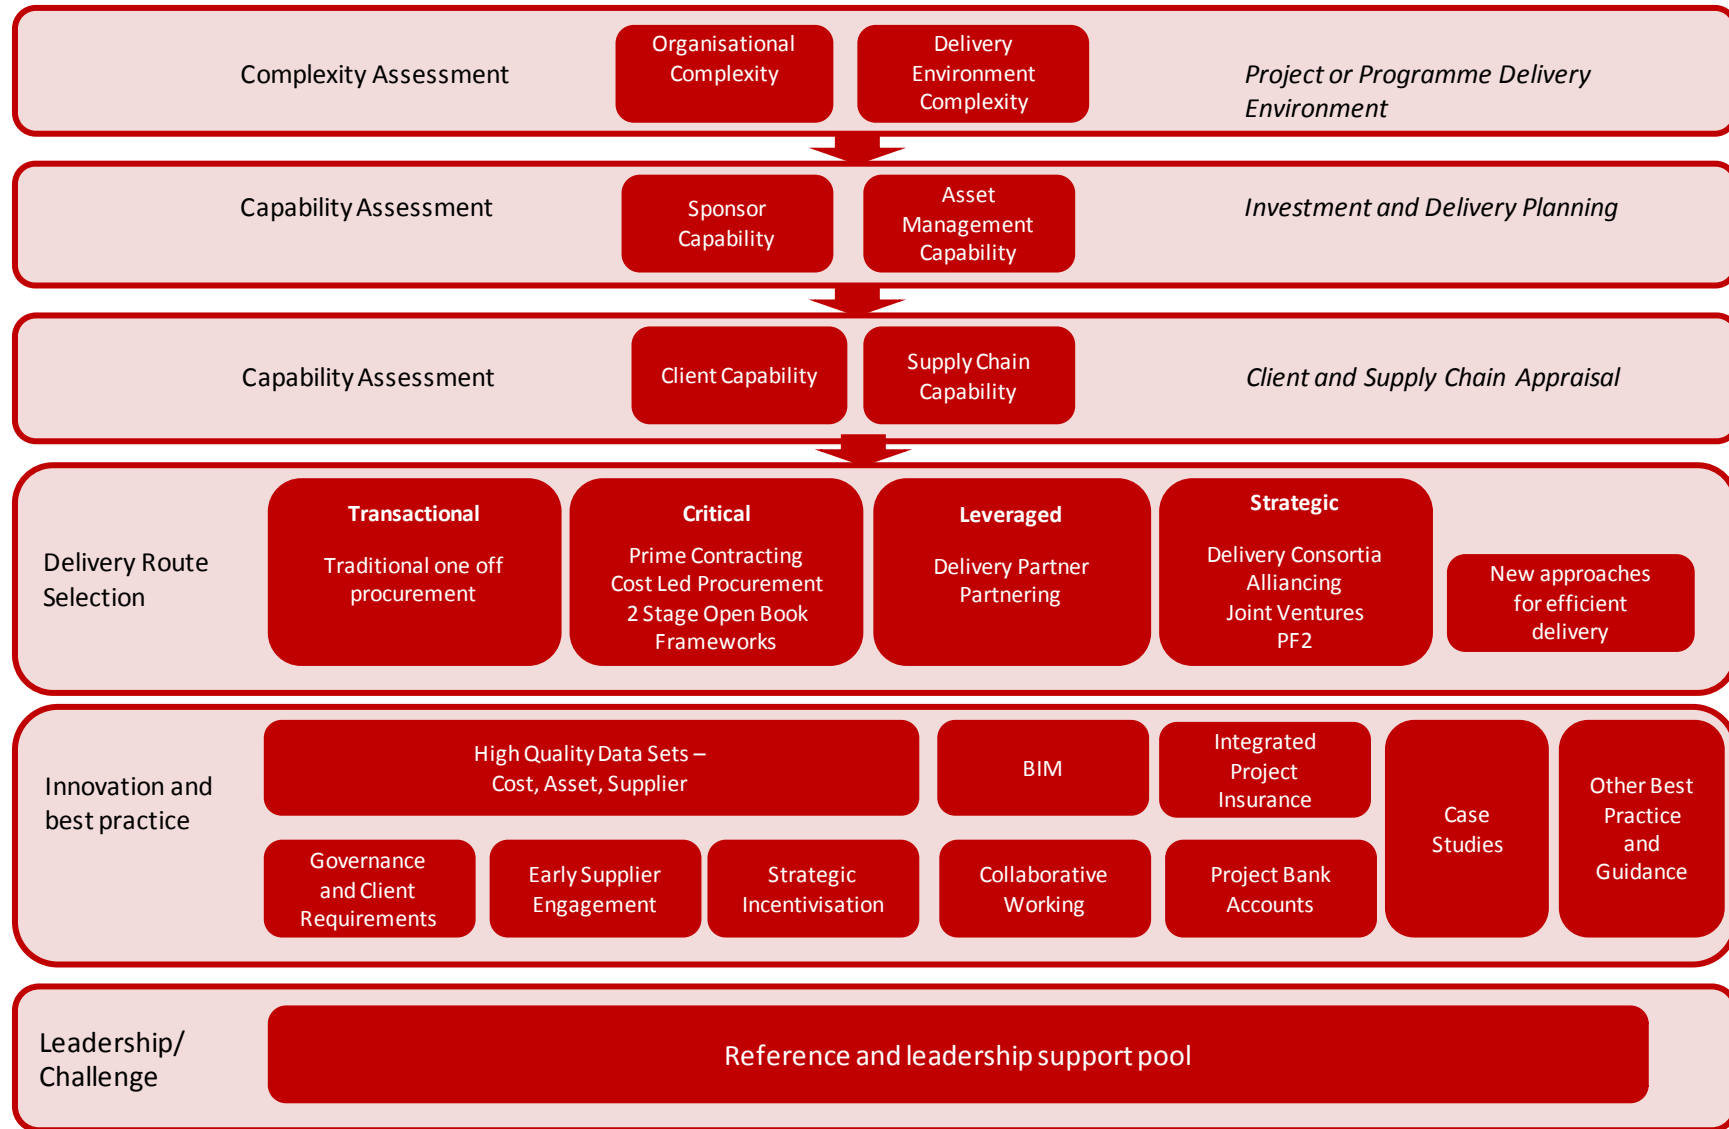 Complexity Assessment
Organisational
Complexity
Delivery
Environment
Complexity
Project or Programme Delivery
Environment
Capability Assessment
Sponsor
Capability
Asset
Management
Capability
Investment and Delivery Planning
Capability Assessment
Client Capability
Supply Chain
Capability
Client and Supply Chain Appraisal
Delivery Route
Selection
Transactional
Traditional one off
procurement
Critical
Prime Contracting
Cost Led Procurement
2 Stage Open Book
Frameworks
Leveraged
Delivery Partner
Partnering
Strategic
Delivery Consortia
Alliancing
Joint Ventures
PF2
New approaches
for efficient
delivery
Innovation and
best practice
High Quality Data Sets –
Cost, Asset, Supplier
BIM
Integrated
Project
Insurance
Case
Studies
Other Best
Practice
and
Guidance
Governance
and Client
Requirements
Early Supplier
Engagement
Strategic
Incentivisation
Collaborative
Working
Project Bank
Accounts
Leadership/
Challenge
Reference and leadership support pool